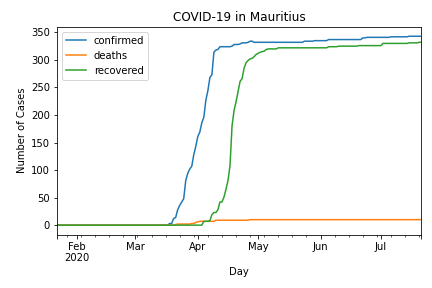 COVID-19 in Mauritius
confirmed
deaths
recovered
Number of Cases
350
300
250
200
150
100
50
0
Feb Mar Apr May Jun Jul
2020
Day